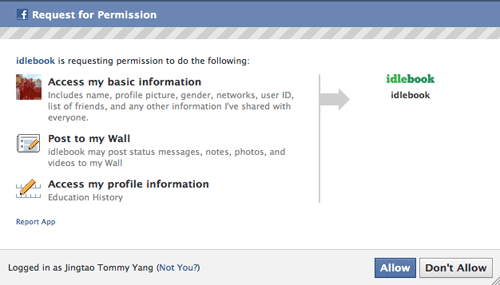 Request for Permission
idlebook is requesting permission to do the following:
Access my basic information
Includes name, profile picture, gender, networks, user ID,
list of friends, and any other information I've shared with
everyone.
Post to my Wall
idlebook may post status messages, notes, photos, and
videos to my Wall
Access my profile information
Education History
idlebook
idlebook
Report App
Logged in as Jingtao Tommy Yang (Not You?)
Allow
Don't Allow